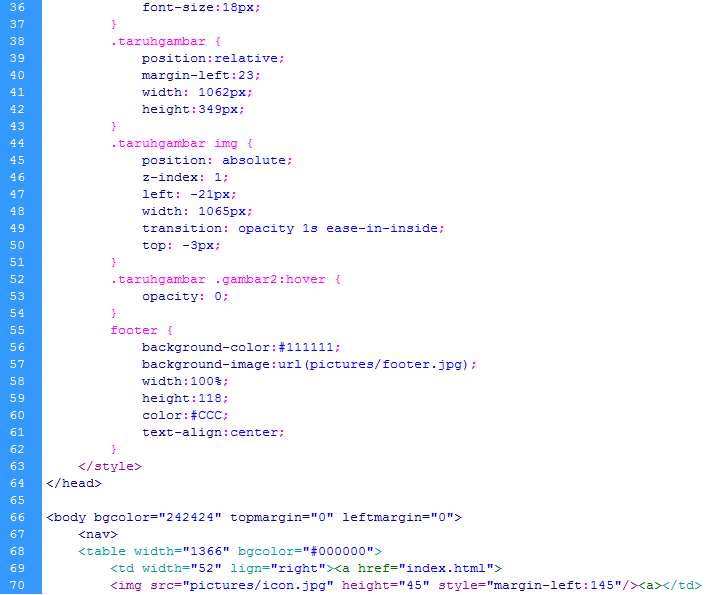 36 font-size:18px;
37 }
38 .taruhgambar {
39 position:relative;
40 margin-left:23;
41 width: 1062px;
42 height:349px;
43 }
44 .taruhgambar img {
45 position: absolute;
46 z-index: 1;
47 left: -21px;
48 width: 1065px;
49 transition: opacity 1s ease-in-inside;
50 top: -3px;
51 }
52 .taruhgambar .gambar2:hover {
53 opacity: 0;
54 }
55 footer {
56 background-color:#111111;
57 background-image:url(pictures/footer.jpg);
58 width:100%;
59 height:118;
60 color:#CCC;
61 text-align:center;
62 }
63 </style>
64 </head>
65
66 <body bgcolor="242424" topmargin="0" leftmargin="0">
67 <nav>
68 <table width="1366" bgcolor="#000000">
69 <td width="52" lign="right"><a href="index.html">
70 <img src="pictures/icon.jpg" height="45" style="margin-left:145"/><a></td>